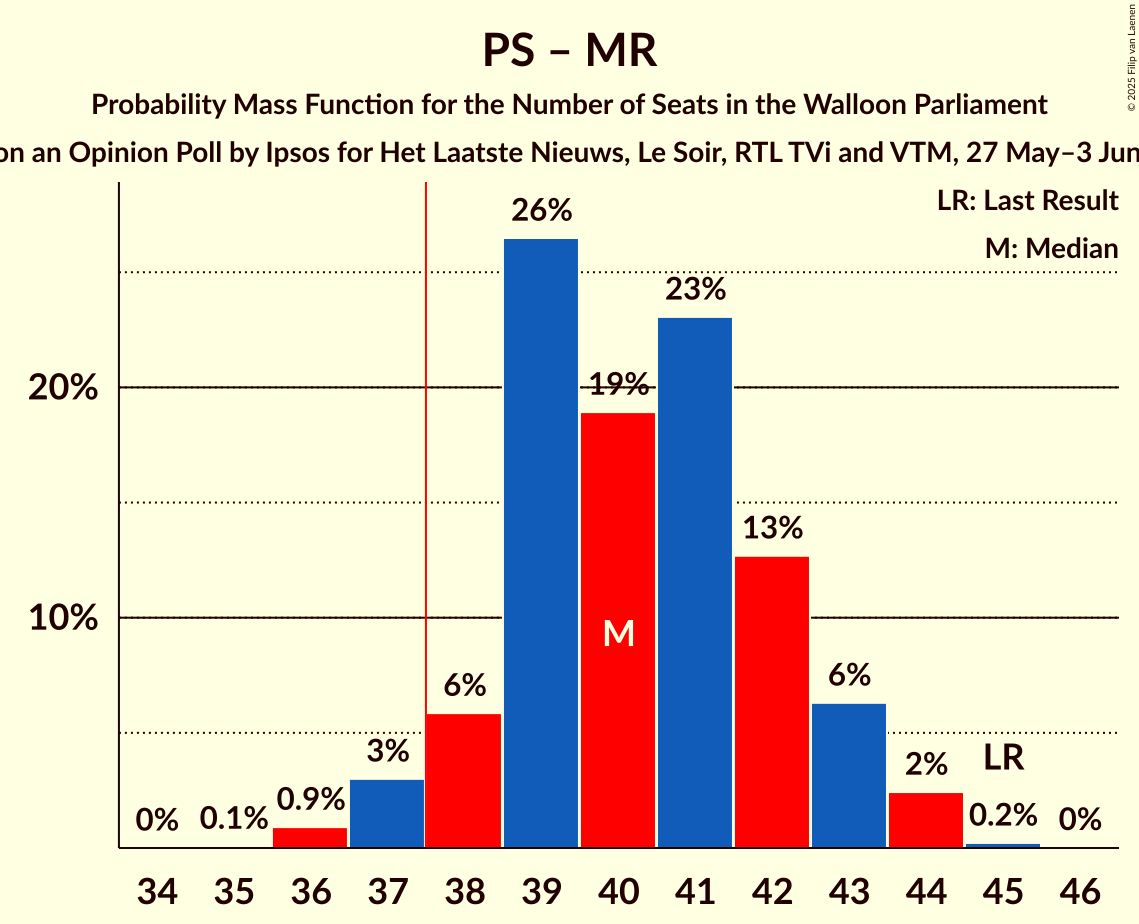 PS – MR
Probability Mass Function for the Number of Seats in the Walloon Parliament
on an Opinion Poll by Ipsos for Het Laatste Nieuws, Le Soir, RTL TVi and VTM, 27 May–3 Jun
© 2025 Filip van Laenen
LR: Last Result
M: Median
26%
23%
20%
19%
13%
10%
M
6%
6%
3%
2%
LR
0%
0.1%
0.9%
0.2%
0%
34 35 36 37 38 39 40 41 42 43 44 45 46